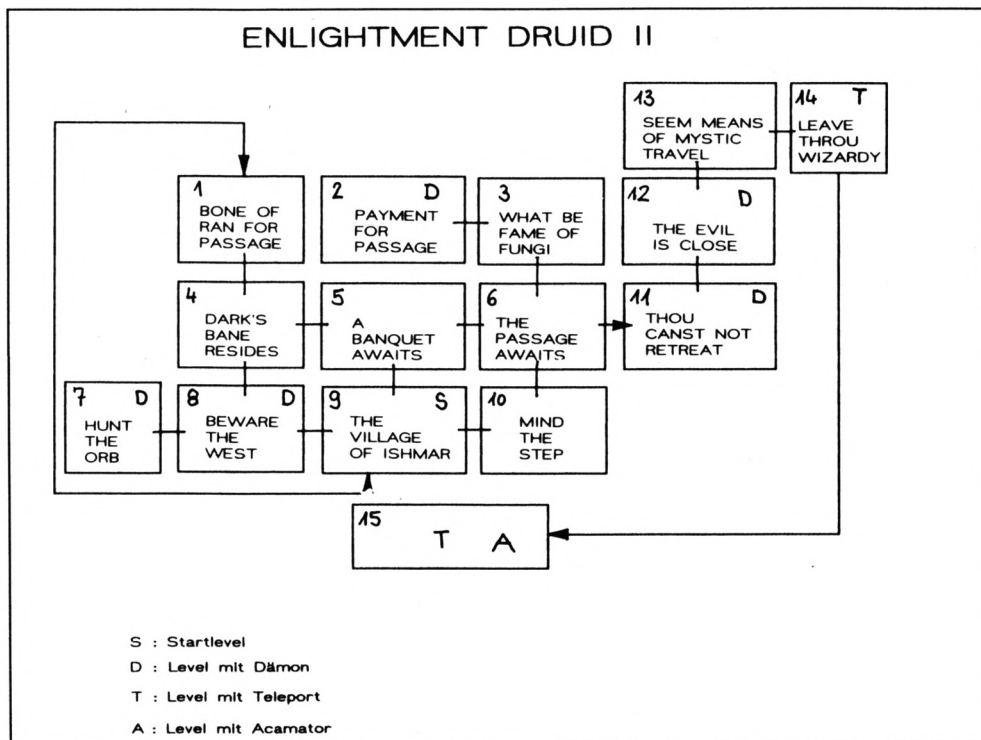 ENLIGHTMENT DRUID II
13
SEEM MEANS
OF MYSTIC
TRAVEL
14 T
LEAVE
THROU
WIZARDY
1
BONE OF
RAN FOR
PASSAGE
2 D
PAYMENT
FOR
PASSAGE
3
WHAT BE
FAME OF
FUNGI
12 D
THE EVIL
IS CLOSE
4
DARK'S
BANE
RESIDES
5
A
BANQUET
AWAITS
6
THE
PASSAGE
AWAITS
11 D
THOU
CANST NOT
RETREAT
7 D
HUNT
THE
ORB
8 D
BEWARE
THE
WEST
9 S
THE
VILLAGE
OF ISHMAR
10
MIND
THE
STEP
15
T A
S : Startlevel
D : Level mit Dämon
T : Level mit Teleport
A : Level mit Acamator